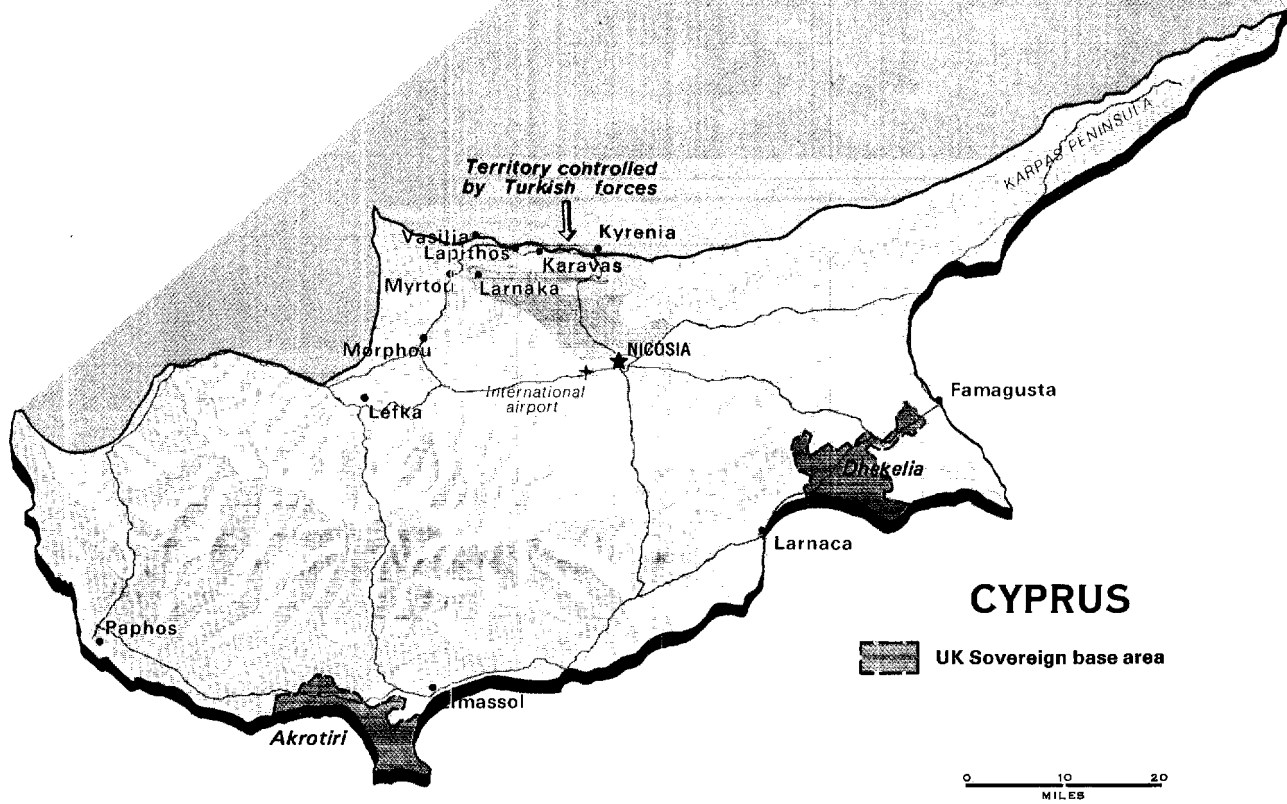 KARPAS PENINSULA
Territory controlled
by Turkish forces
Vasilia
Kyrenia
Lapithos
Karavas
Myrtou
Larnaka
Morphou
NICOSIA
International
airport
Lefka
Famagusta
Dhekelia
Larnaca
CYPRUS
Paphos
UK Sovereign base area
Limassol
Akrotiri
0 10 20
MILES